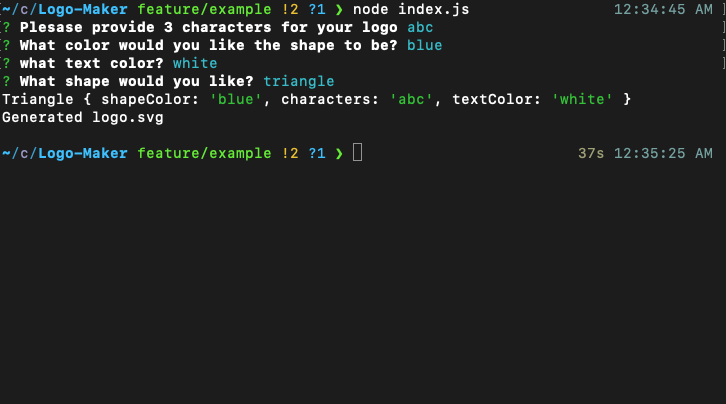 ~/c/Logo-Maker feature/example !2 ?1 ❯ node index.js 12:34:45 AM
? Plesase provide 3 characters for your logo abc
? What color would you like the shape to be? blue
? what text color? white
? What shape would you like? triangle
Triangle { shapeColor: 'blue', characters: 'abc', textColor: 'white' }
Generated logo.svg
~/c/Logo-Maker feature/example !2 ?1 ❯ 37s 12:35:25 AM